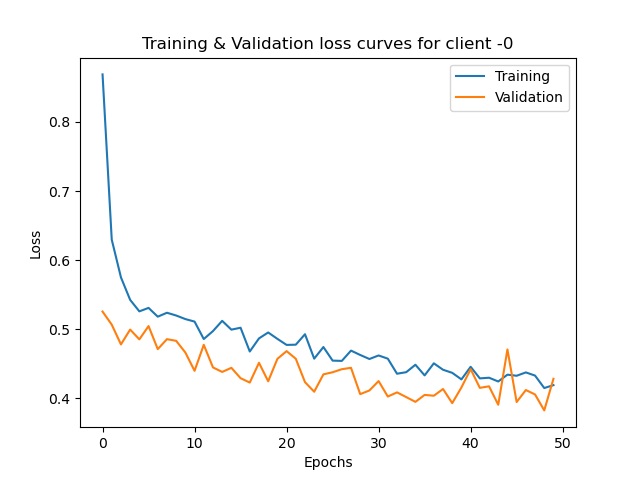 Training & Validation loss curves for client -0
Training
Validation
Loss
0.8
0.7
0.6
0.5
0.4
0 10 20 30 40 50
Epochs